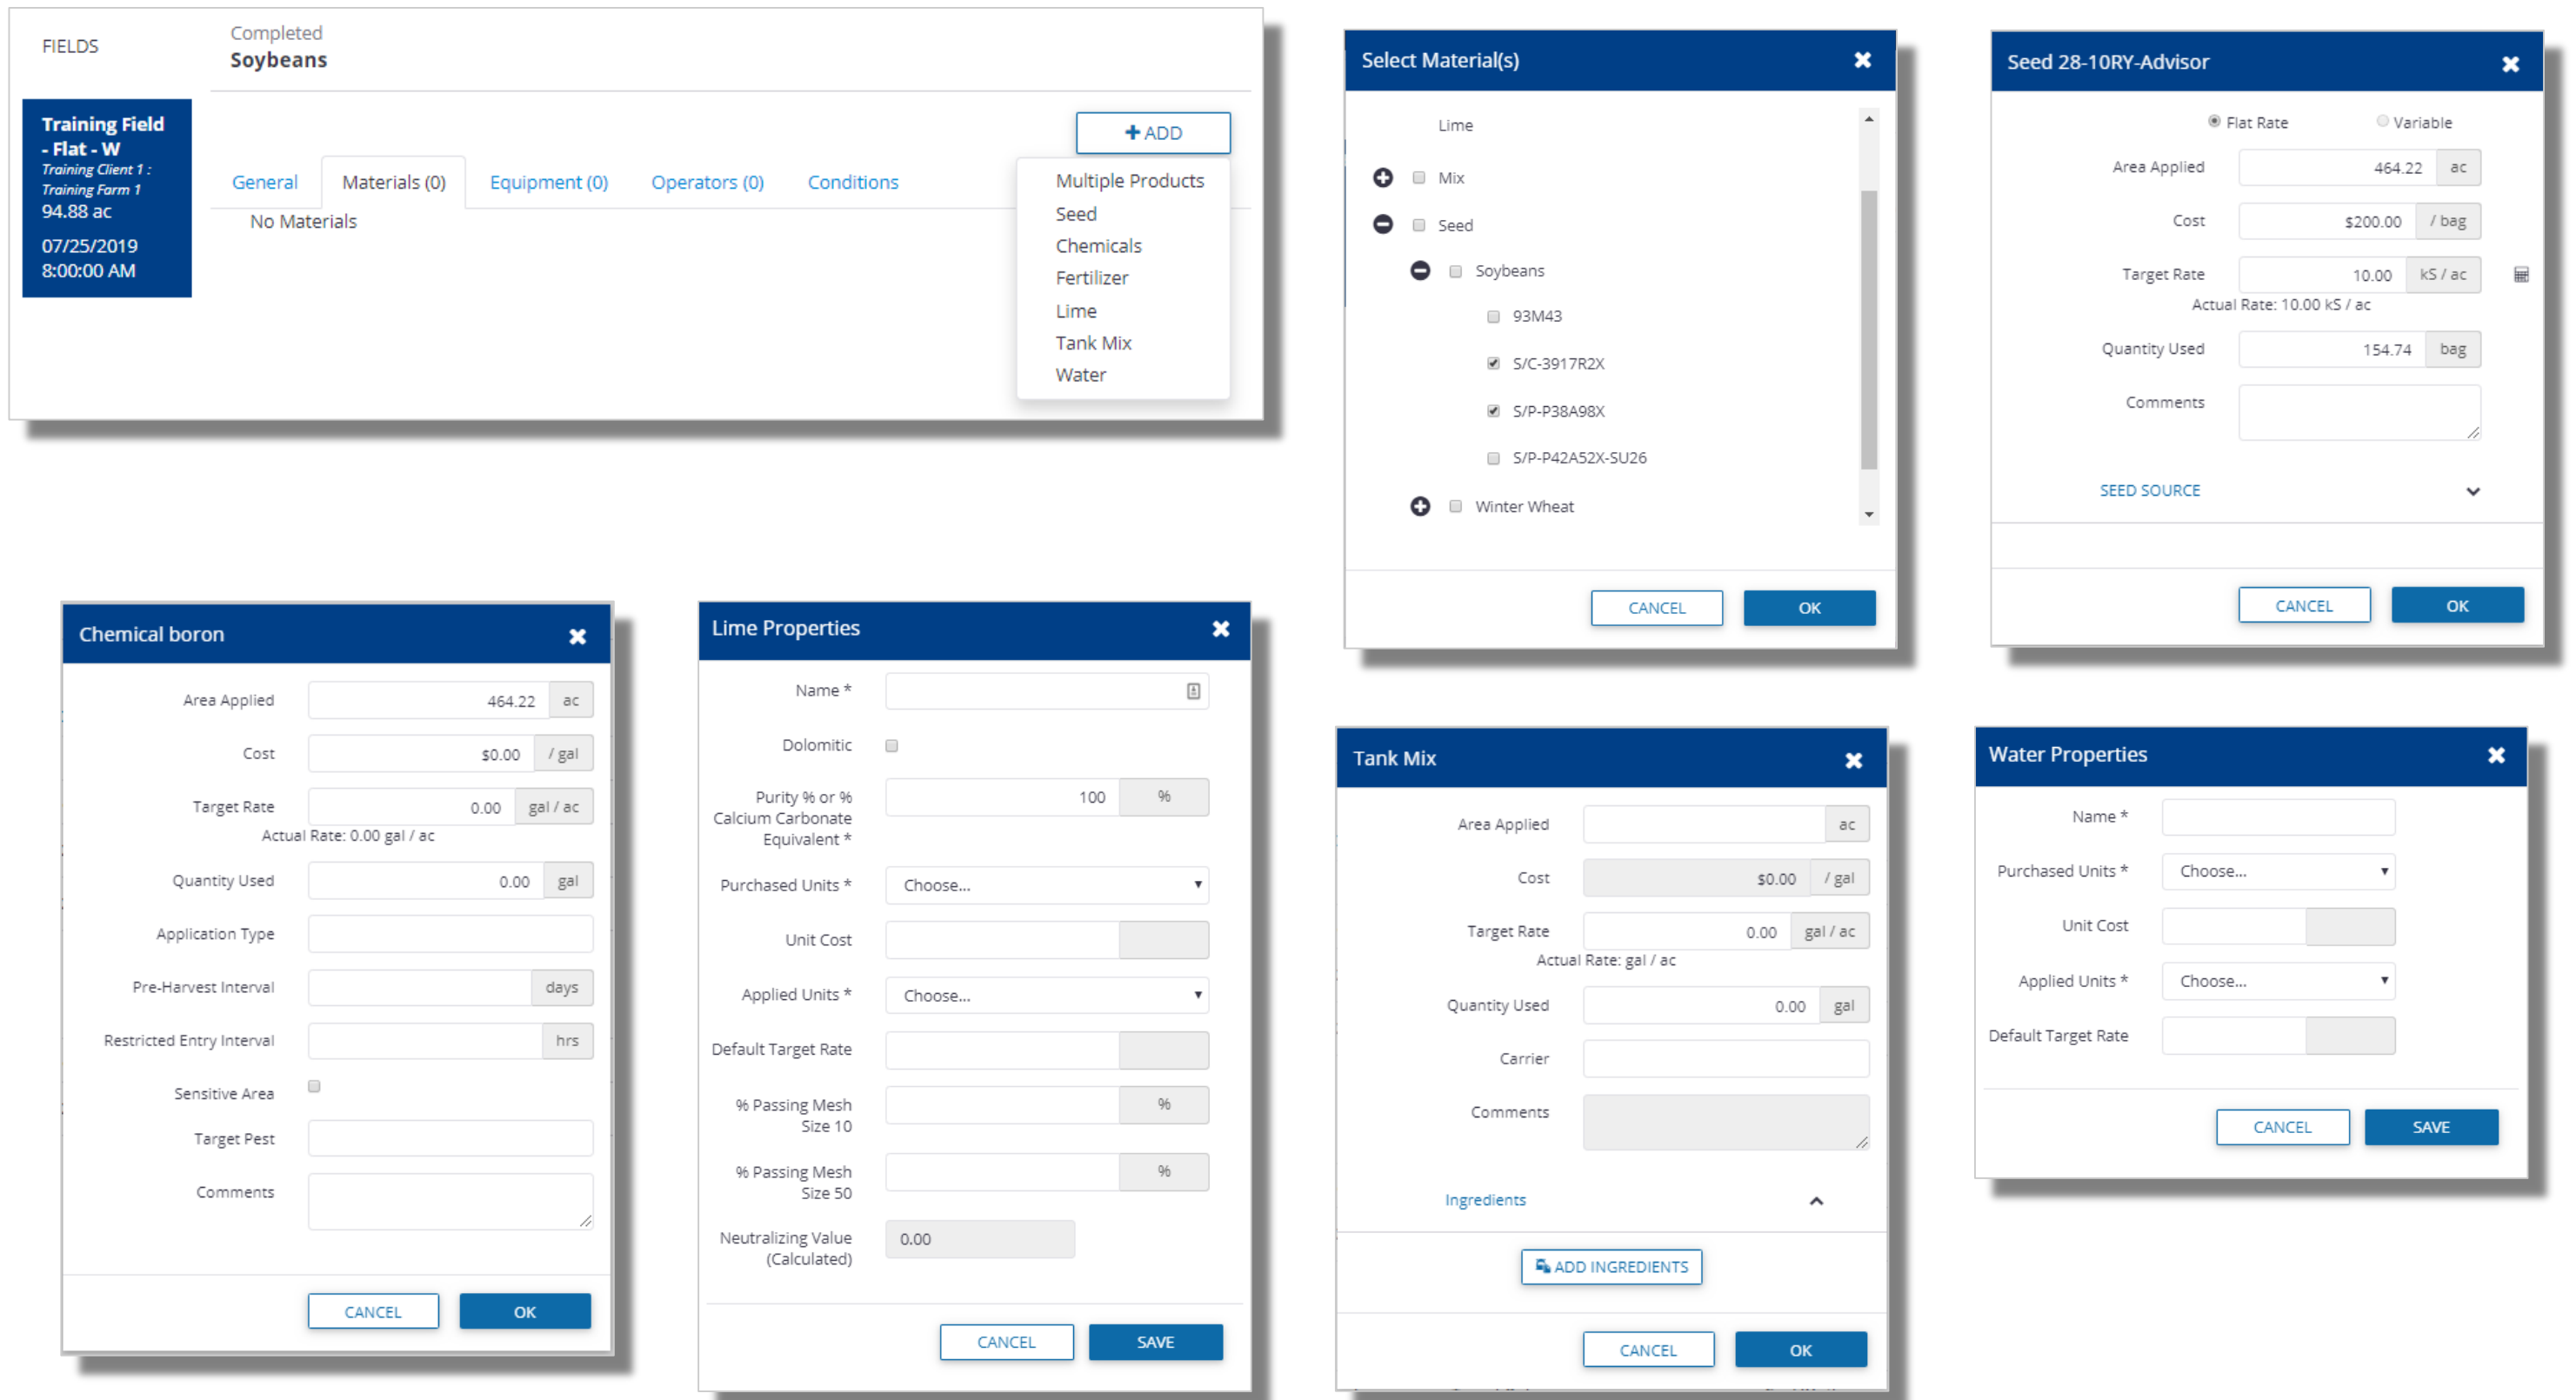 FIELDS
Completed
Soybeans
Training Field
- Flat - W
Training Client 1 :
Training Farm 1
94.88 ac
07/25/2019
8:00:00 AM
+ ADD
General Materials (0) Equipment (0) Operators (0) Conditions
No Materials
Multiple Products
Seed
Chemicals
Fertilizer
Lime
Tank Mix
Water
Select Material(s)
Lime
Mix
Seed
Soybeans
93M43
S/C-3917R2X
S/P-P38A98X
S/P-P42A52X-SU26
Winter Wheat
CANCEL OK
Seed 28-10RY-Advisor
Flat Rate Variable
Area Applied 464.22 ac
Cost $200.00 / bag
Target Rate 10.00 kS / ac
Actual Rate: 10.00 kS / ac
Quantity Used 154.74 bag
Comments
SEED SOURCE
CANCEL OK
Chemical boron
Area Applied 464.22 ac
Cost $0.00 / gal
Target Rate 0.00 gal / ac
Actual Rate: 0.00 gal / ac
Quantity Used 0.00 gal
Application Type
Pre-Harvest Interval days
Restricted Entry Interval hrs
Sensitive Area
Target Pest
Comments
CANCEL OK
Lime Properties
Name *
Dolomitic
Purity % or %
Calcium Carbonate
Equivalent *
100 %
Purchased Units * Choose...
Unit Cost
Applied Units * Choose...
Default Target Rate
% Passing Mesh
Size 10
%
% Passing Mesh
Size 50
%
Neutralizing Value
(Calculated)
0.00
CANCEL SAVE
Tank Mix
Area Applied ac
Cost $0.00 / gal
Target Rate 0.00 gal / ac
Actual Rate: gal / ac
Quantity Used 0.00 gal
Carrier
Comments
Ingredients
ADD INGREDIENTS
CANCEL OK
Water Properties
Name *
Purchased Units * Choose...
Unit Cost
Applied Units * Choose...
Default Target Rate
CANCEL SAVE